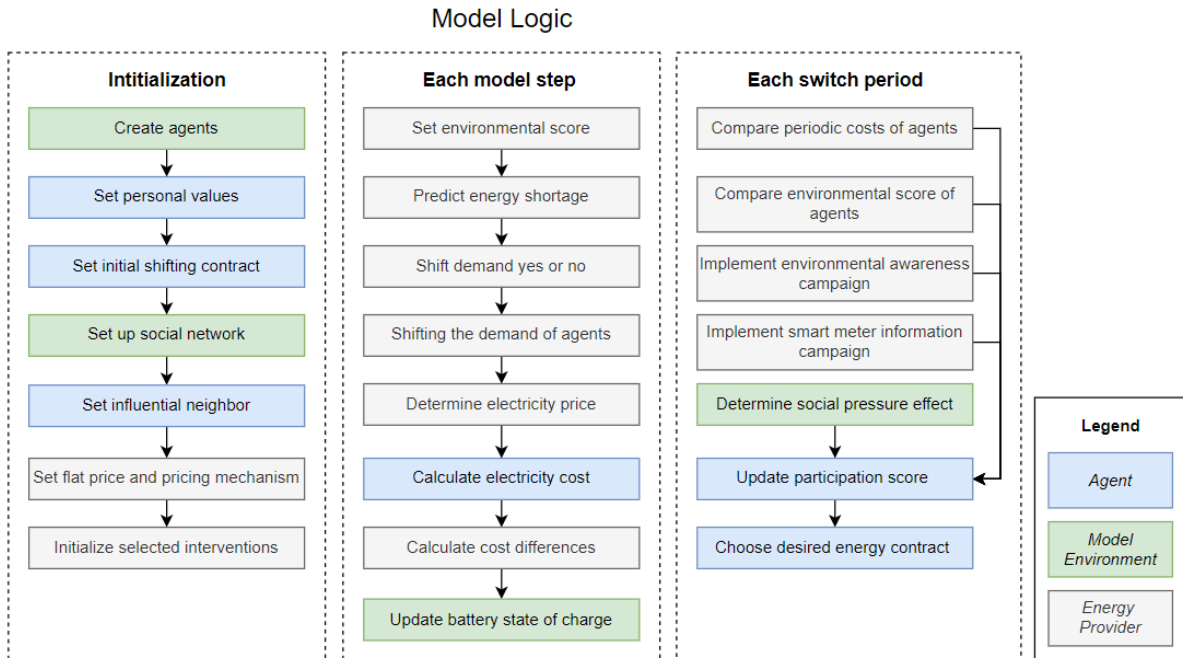 Model Logic
Intitialization
Create agents
Set personal values
Set initial shifting contract
Set up social network
Set influential neighbor
Set flat price and pricing mechanism
Initialize selected interventions
Each model step
Set environmental score
Predict energy shortage
Shift demand yes or no
Shifting the demand of agents
Determine electricity price
Calculate electricity cost
Calculate cost differences
Update battery state of charge
Each switch period
Compare periodic costs of agents
Compare environmental score of
agents
Implement environmental awareness
campaign
Implement smart meter information
campaign
Determine social pressure effect
Update participation score
Choose desired energy contract
Legend
Agent
Model
Environment
Energy
Provider